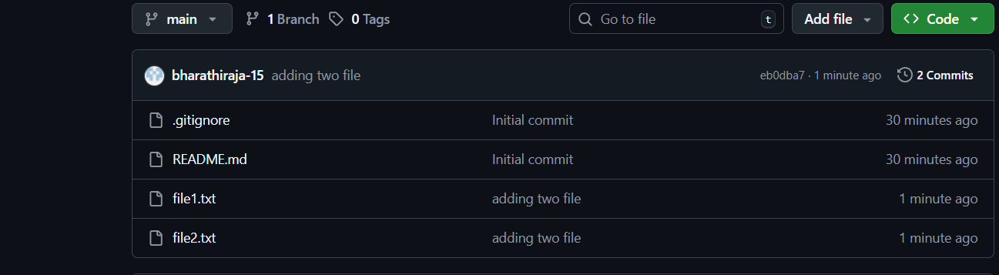 main 1 Branch 0 Tags Go to file t Add file Code
bharathiraja-15 adding two file eb0dba7 · 1 minute ago 2 Commits
.gitignore Initial commit 30 minutes ago
README.md Initial commit 30 minutes ago
file1.txt adding two file 1 minute ago
file2.txt adding two file 1 minute ago